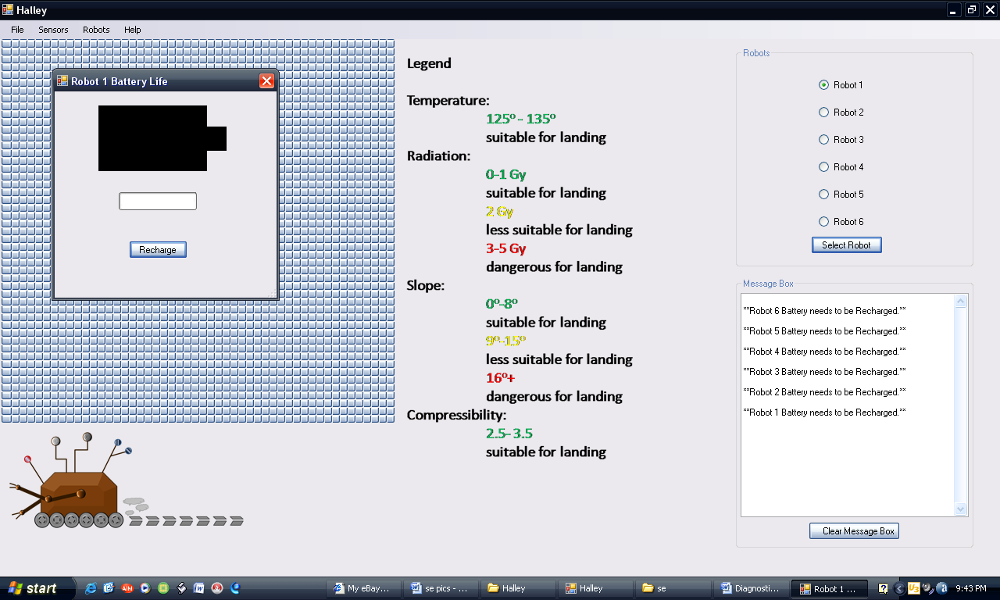 Halley
File Sensors Robots Help
Robot 1 Battery Life
Recharge
Legend
Temperature:
125º - 135º
suitable for landing
Radiation:
0-1 Gy
suitable for landing
2 Gy
less suitable for landing
3-5 Gy
dangerous for landing
Slope:
0º-8º
suitable for landing
9º-15º
less suitable for landing
16º+
dangerous for landing
Compressibility:
2.5- 3.5
suitable for landing
Robots
Robot 1
Robot 2
Robot 3
Robot 4
Robot 5
Robot 6
Select Robot
Message Box
**Robot 6 Battery needs to be Recharged.**
**Robot 5 Battery needs to be Recharged.**
**Robot 4 Battery needs to be Recharged.**
**Robot 3 Battery needs to be Recharged.**
**Robot 2 Battery needs to be Recharged.**
**Robot 1 Battery needs to be Recharged.**
Clear Message Box
start My eBay... se pics - ... Halley Halley se Diagnosti... Robot 1 ... 9:43 PM